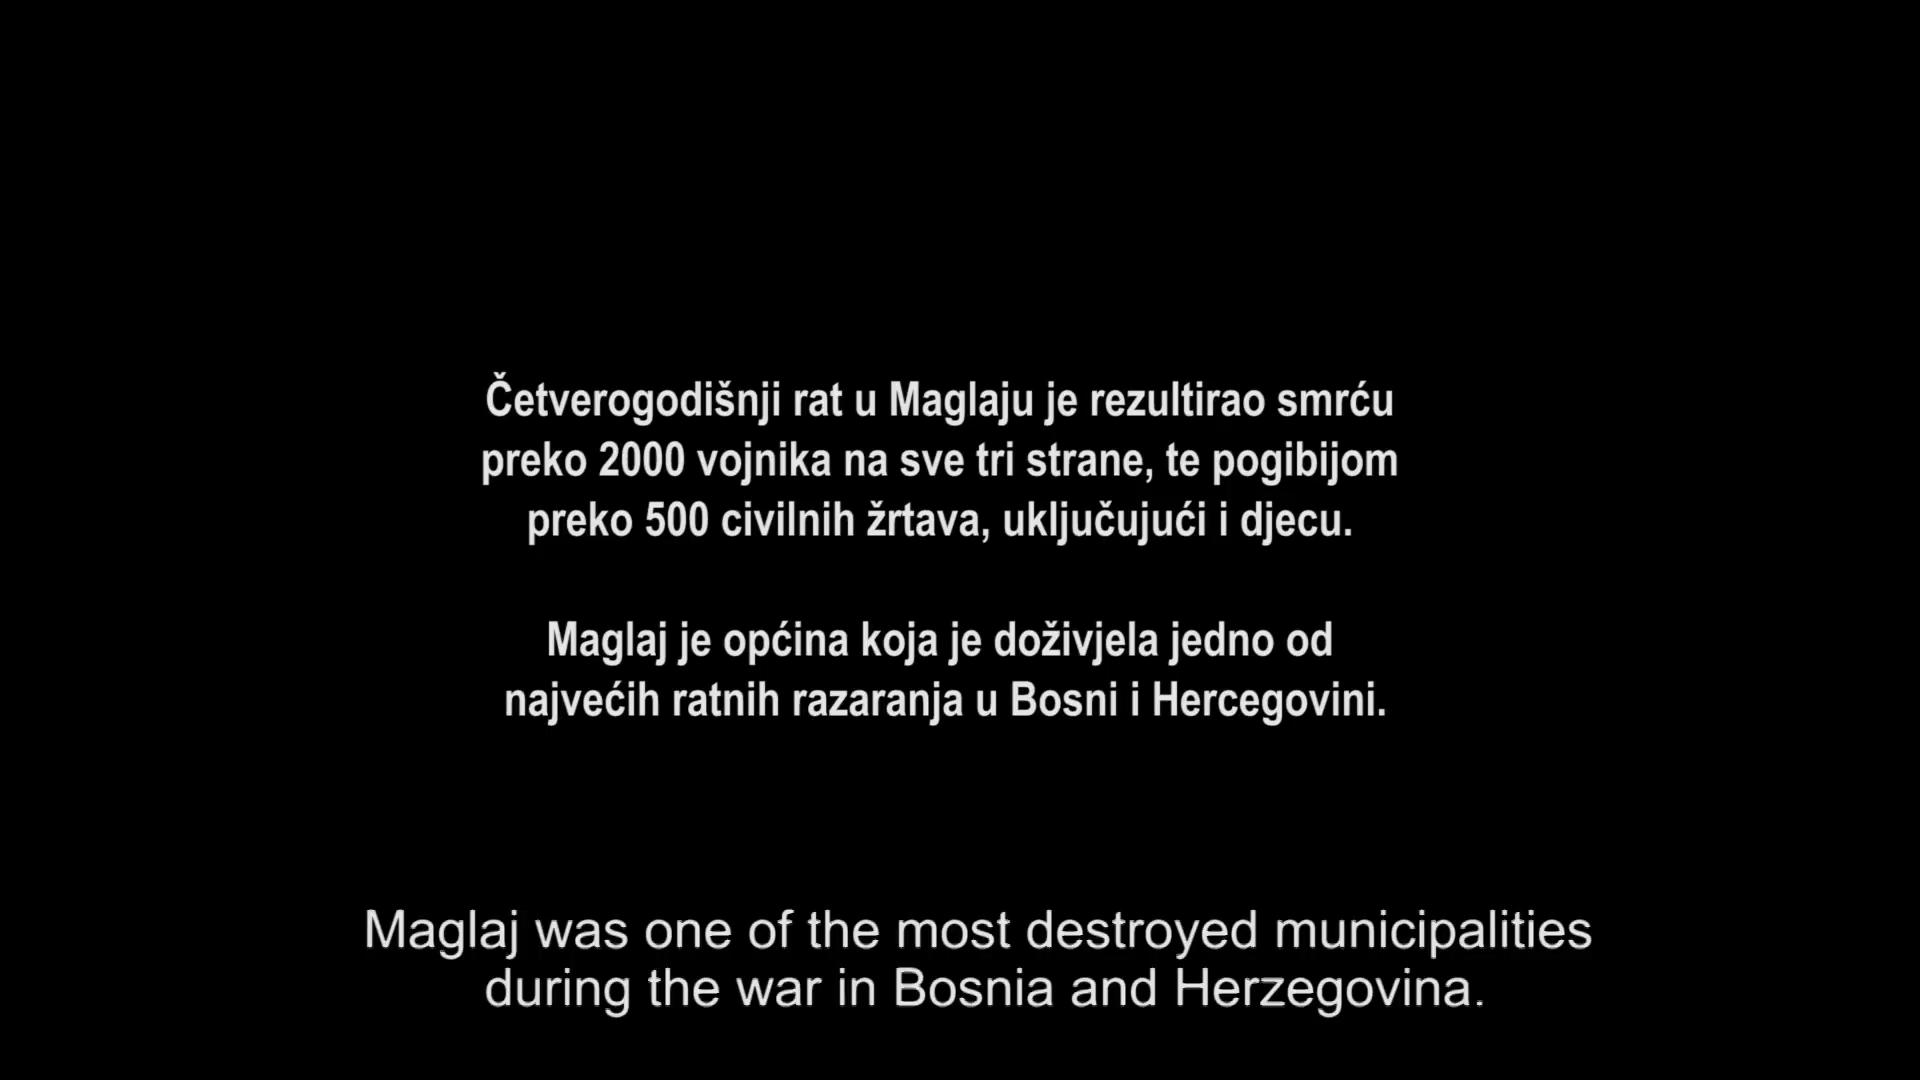 Četverogodišnji rat u Maglaju je rezultirao smrću
preko 2000 vojnika na sve tri strane, te pogibijom
preko 500 civilnih žrtava, uključujući i djecu.
Maglaj je općina koja je doživjela jedno od
najvećih ratnih razaranja u Bosni i Hercegovini.
Maglaj was one of the most destroyed municipalities
during the war in Bosnia and Herzegovina.